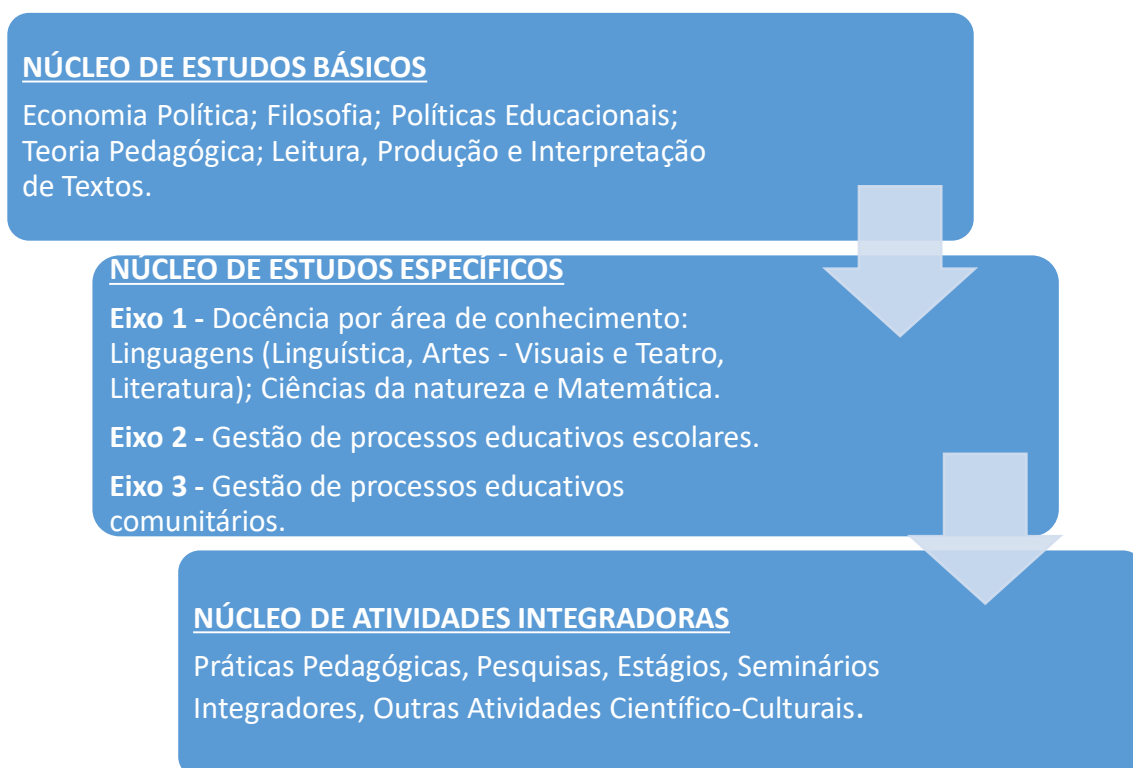 NÚCLEO DE ESTUDOS BÁSICOS
Economia Política; Filosofia; Políticas Educacionais;
Teoria Pedagógica; Leitura, Produção e Interpretação
de Textos.
NÚCLEO DE ESTUDOS ESPECÍFICOS
Eixo 1 - Docência por área de conhecimento:
Linguagens (Linguística, Artes - Visuais e Teatro,
Literatura); Ciências da natureza e Matemática.
Eixo 2 - Gestão de processos educativos escolares.
Eixo 3 - Gestão de processos educativos
comunitários.
NÚCLEO DE ATIVIDADES INTEGRADORAS
Práticas Pedagógicas, Pesquisas, Estágios, Seminários
Integradores, Outras Atividades Científico-Culturais.